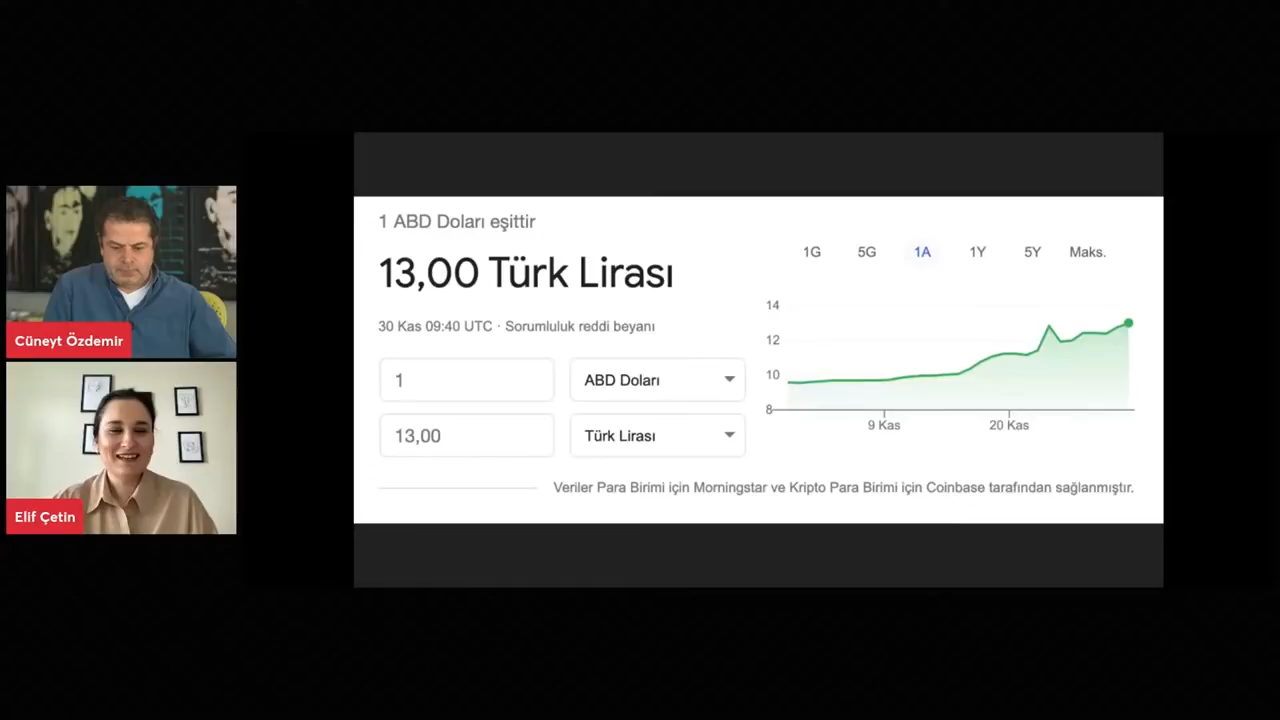 Cüneyt Özdemir
Elif Çetin
1 ABD Doları eşittir
13,00 Türk Lirası
30 Kas 09:40 UTC · Sorumluluk reddi beyanı
1 ABD Doları
13,00 Türk Lirası
1G 5G 1A 1Y 5Y Maks.
14
12
10
8
9 Kas 20 Kas
Veriler Para Birimi için Morningstar ve Kripto Para Birimi için Coinbase tarafından sağlanmıştır.